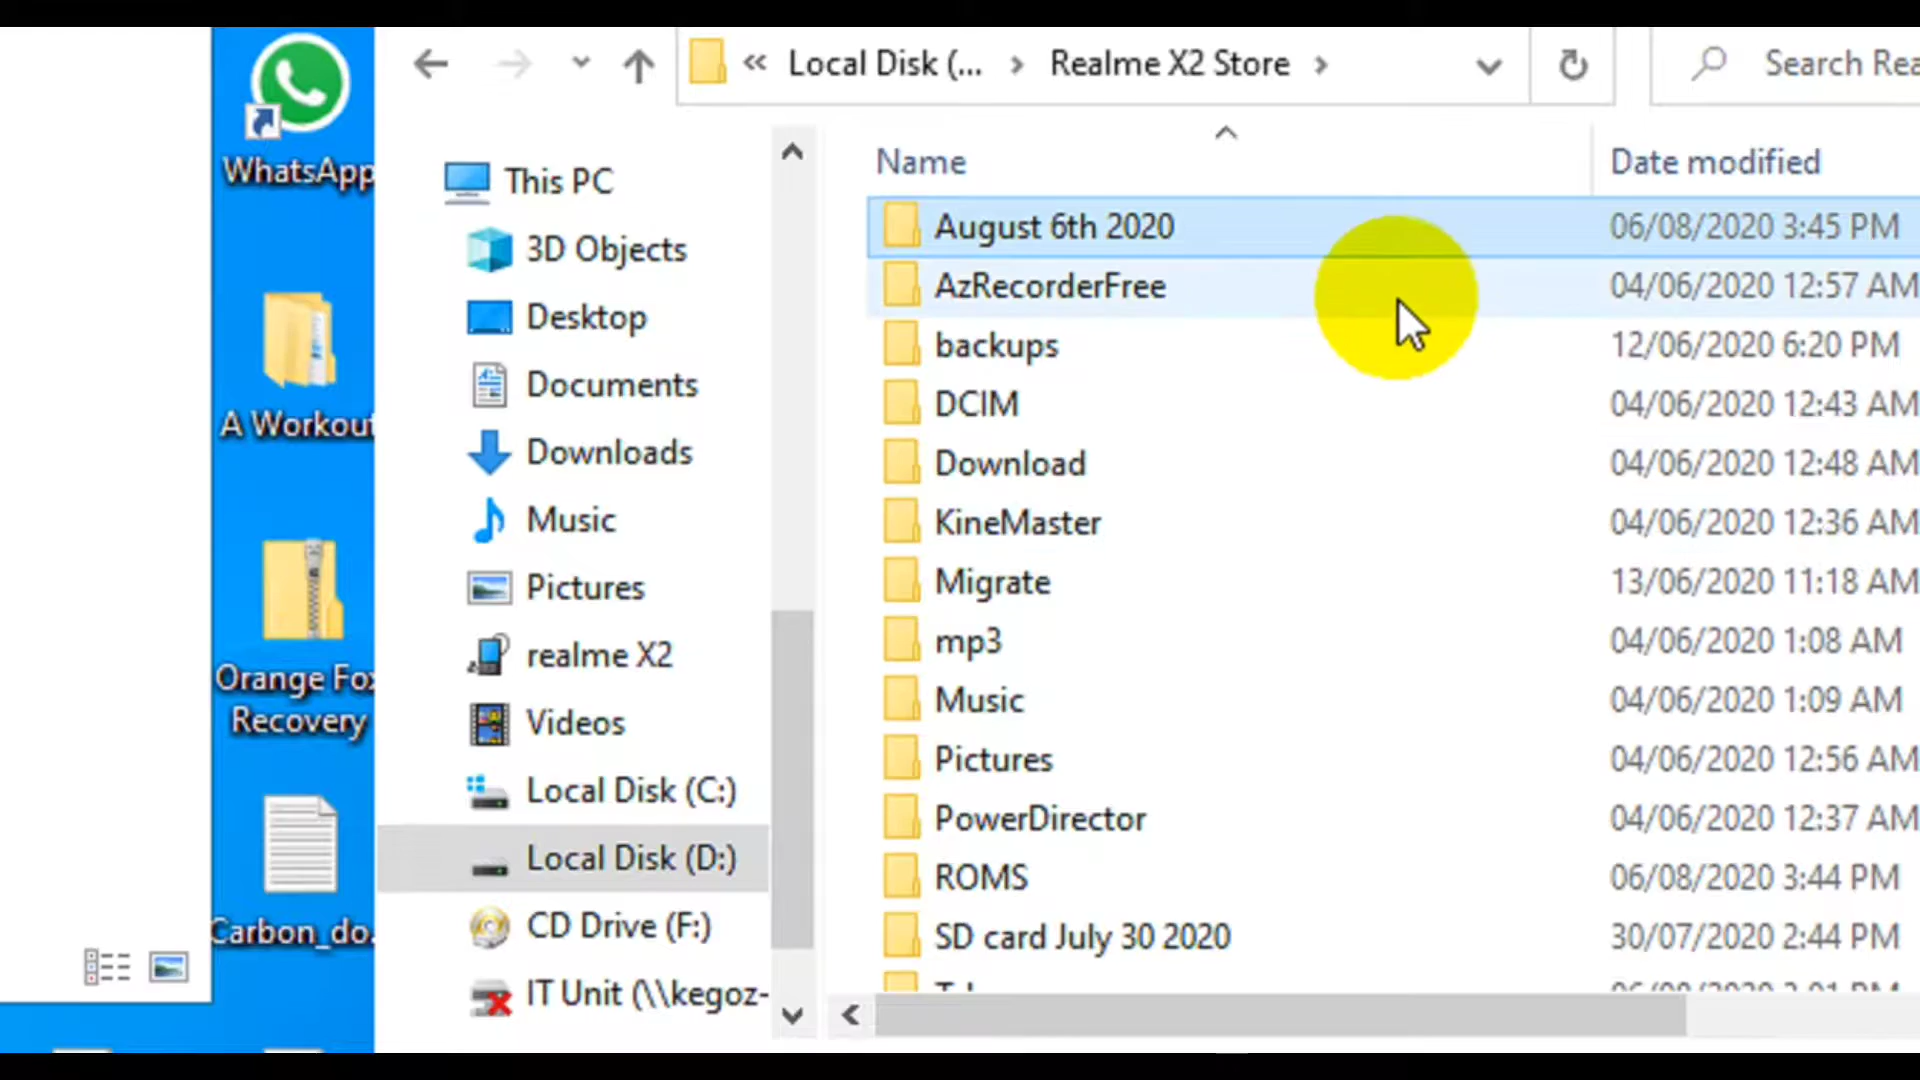 WhatsApp
A Workout
Orange Fox
Recovery
Carbon_do.
« Local Disk (... › Realme X2 Store ›
Search Rea
This PC
3D Objects
Desktop
Documents
Downloads
Music
Pictures
realme X2
Videos
Local Disk (C:)
Local Disk (D:)
CD Drive (F:)
IT Unit (\\kegoz-
Name Date modified
August 6th 2020 06/08/2020 3:45 PM
AzRecorderFree 04/06/2020 12:57 AM
backups 12/06/2020 6:20 PM
DCIM 04/06/2020 12:43 AM
Download 04/06/2020 12:48 AM
KineMaster 04/06/2020 12:36 AM
Migrate 13/06/2020 11:18 AM
mp3 04/06/2020 1:08 AM
Music 04/06/2020 1:09 AM
Pictures 04/06/2020 12:56 AM
PowerDirector 04/06/2020 12:37 AM
ROMS 06/08/2020 3:44 PM
SD card July 30 2020 30/07/2020 2:44 PM